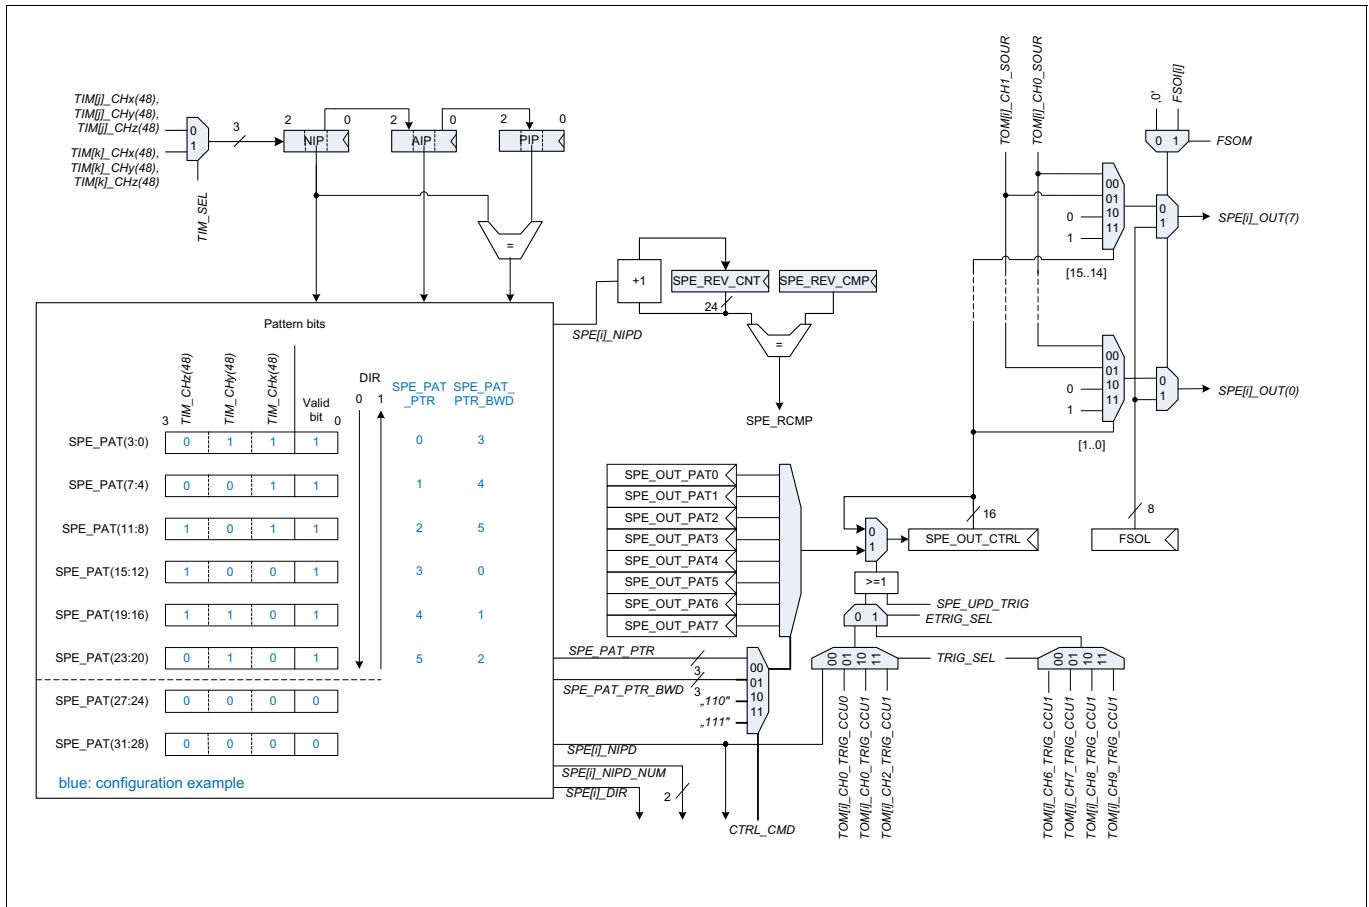 TIM[j]_CHx(48),
TIM[j]_CHy(48),
TIM[j]_CHz(48)
TIM[k]_CHx(48),
TIM[k]_CHy(48),
TIM[k]_CHz(48)
0
1
TIM_SEL
3
2 0
NIP
2 0
AIP
2 0
PIP
=
SPE[i]_NIPD
+1
SPE_REV_CNT
SPE_REV_CMP
24
=
SPE_RCMP
Pattern bits
TIM_CHz(48)
TIM_CHy(48)
TIM_CHx(48)
Valid
bit
3 0
DIR
0 1
SPE_PAT
_PTR
SPE_PAT_
PTR_BWD
SPE_PAT(3:0) 0 1 1 1 0 3
SPE_PAT(7:4) 0 0 1 1 1 4
SPE_PAT(11:8) 1 0 1 1 2 5
SPE_PAT(15:12) 1 0 0 1 3 0
SPE_PAT(19:16) 1 1 0 1 4 1
SPE_PAT(23:20) 0 1 0 1 5 2
SPE_PAT(27:24) 0 0 0 0
SPE_PAT(31:28) 0 0 0 0
blue: configuration example
SPE_OUT_PAT0
SPE_OUT_PAT1
SPE_OUT_PAT2
SPE_OUT_PAT3
SPE_OUT_PAT4
SPE_OUT_PAT5
SPE_OUT_PAT6
SPE_OUT_PAT7
SPE_PAT_PTR
3
SPE_PAT_PTR_BWD
3
„110"
„111"
00
01
10
11
SPE[i]_NIPD
SPE[i]_NIPD_NUM
SPE[i]_DIR
2
CTRL_CMD
0
1
SPE_OUT_CTRL
16
FSOL
8
>=1
SPE_UPD_TRIG
0 1
ETRIG_SEL
00 01 10 11
TRIG_SEL
00 01 10 11
TOM[i]_CH0_TRIG_CCU0
TOM[i]_CH0_TRIG_CCU1
TOM[i]_CH2_TRIG_CCU1
TOM[i]_CH6_TRIG_CCU1
TOM[i]_CH7_TRIG_CCU1
TOM[i]_CH8_TRIG_CCU1
TOM[i]_CH9_TRIG_CCU1
TOM[i]_CH1_SOUR
TOM[i]_CH0_SOUR
‚0'
FSOI[i]
0 1
FSOM
00
01
10
11
0
1
0
1
SPE[i]_OUT(7)
[15..14]
00
01
10
11
0
1
0
1
SPE[i]_OUT(0)
[1..0]